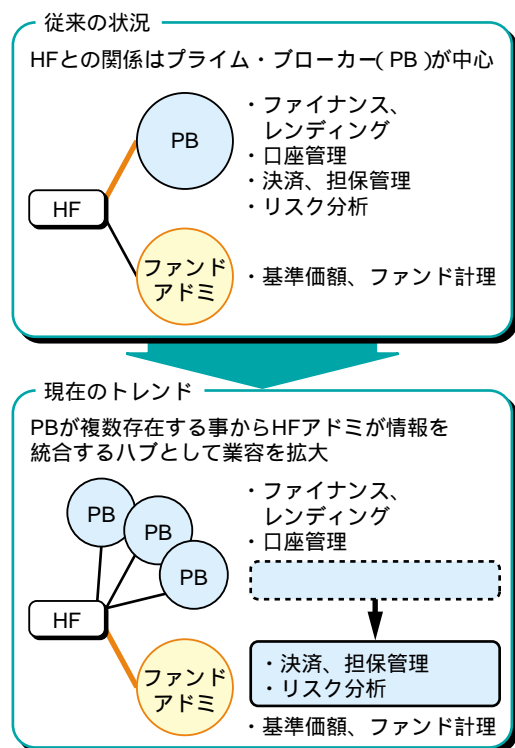 従来の状況
HFとの関係はプライム・ブローカー(PB)が中心
PB
・ファイナンス、
レンディング
・口座管理
・決済、担保管理
・リスク分析
HF
ファンド
アドミ
・基準価額、ファンド計理
現在のトレンド
PBが複数存在する事からHFアドミが情報を
統合するハブとして業容を拡大
PB
PB
PB
・ファイナンス、
レンディング
・口座管理
HF
・決済、担保管理
・リスク分析
ファンド
アドミ
・基準価額、ファンド計理